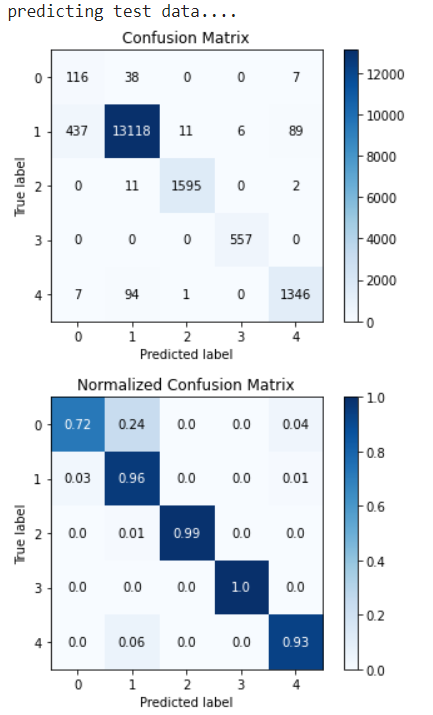 predicting test data....
Confusion Matrix
0 116 38 0 0 7
1 437 13118 11 6 89
2 0 11 1595 0 2
3 0 0 0 557 0
4 7 94 1 0 1346
0 1 2 3 4
True label
Predicted label
12000
10000
8000
6000
4000
2000
0
Normalized Confusion Matrix
0 0.72 0.24 0.0 0.0 0.04
1 0.03 0.96 0.0 0.0 0.01
2 0.0 0.01 0.99 0.0 0.0
3 0.0 0.0 0.0 1.0 0.0
4 0.0 0.06 0.0 0.0 0.93
0 1 2 3 4
True label
Predicted label
1.0
0.8
0.6
0.4
0.2
0.0